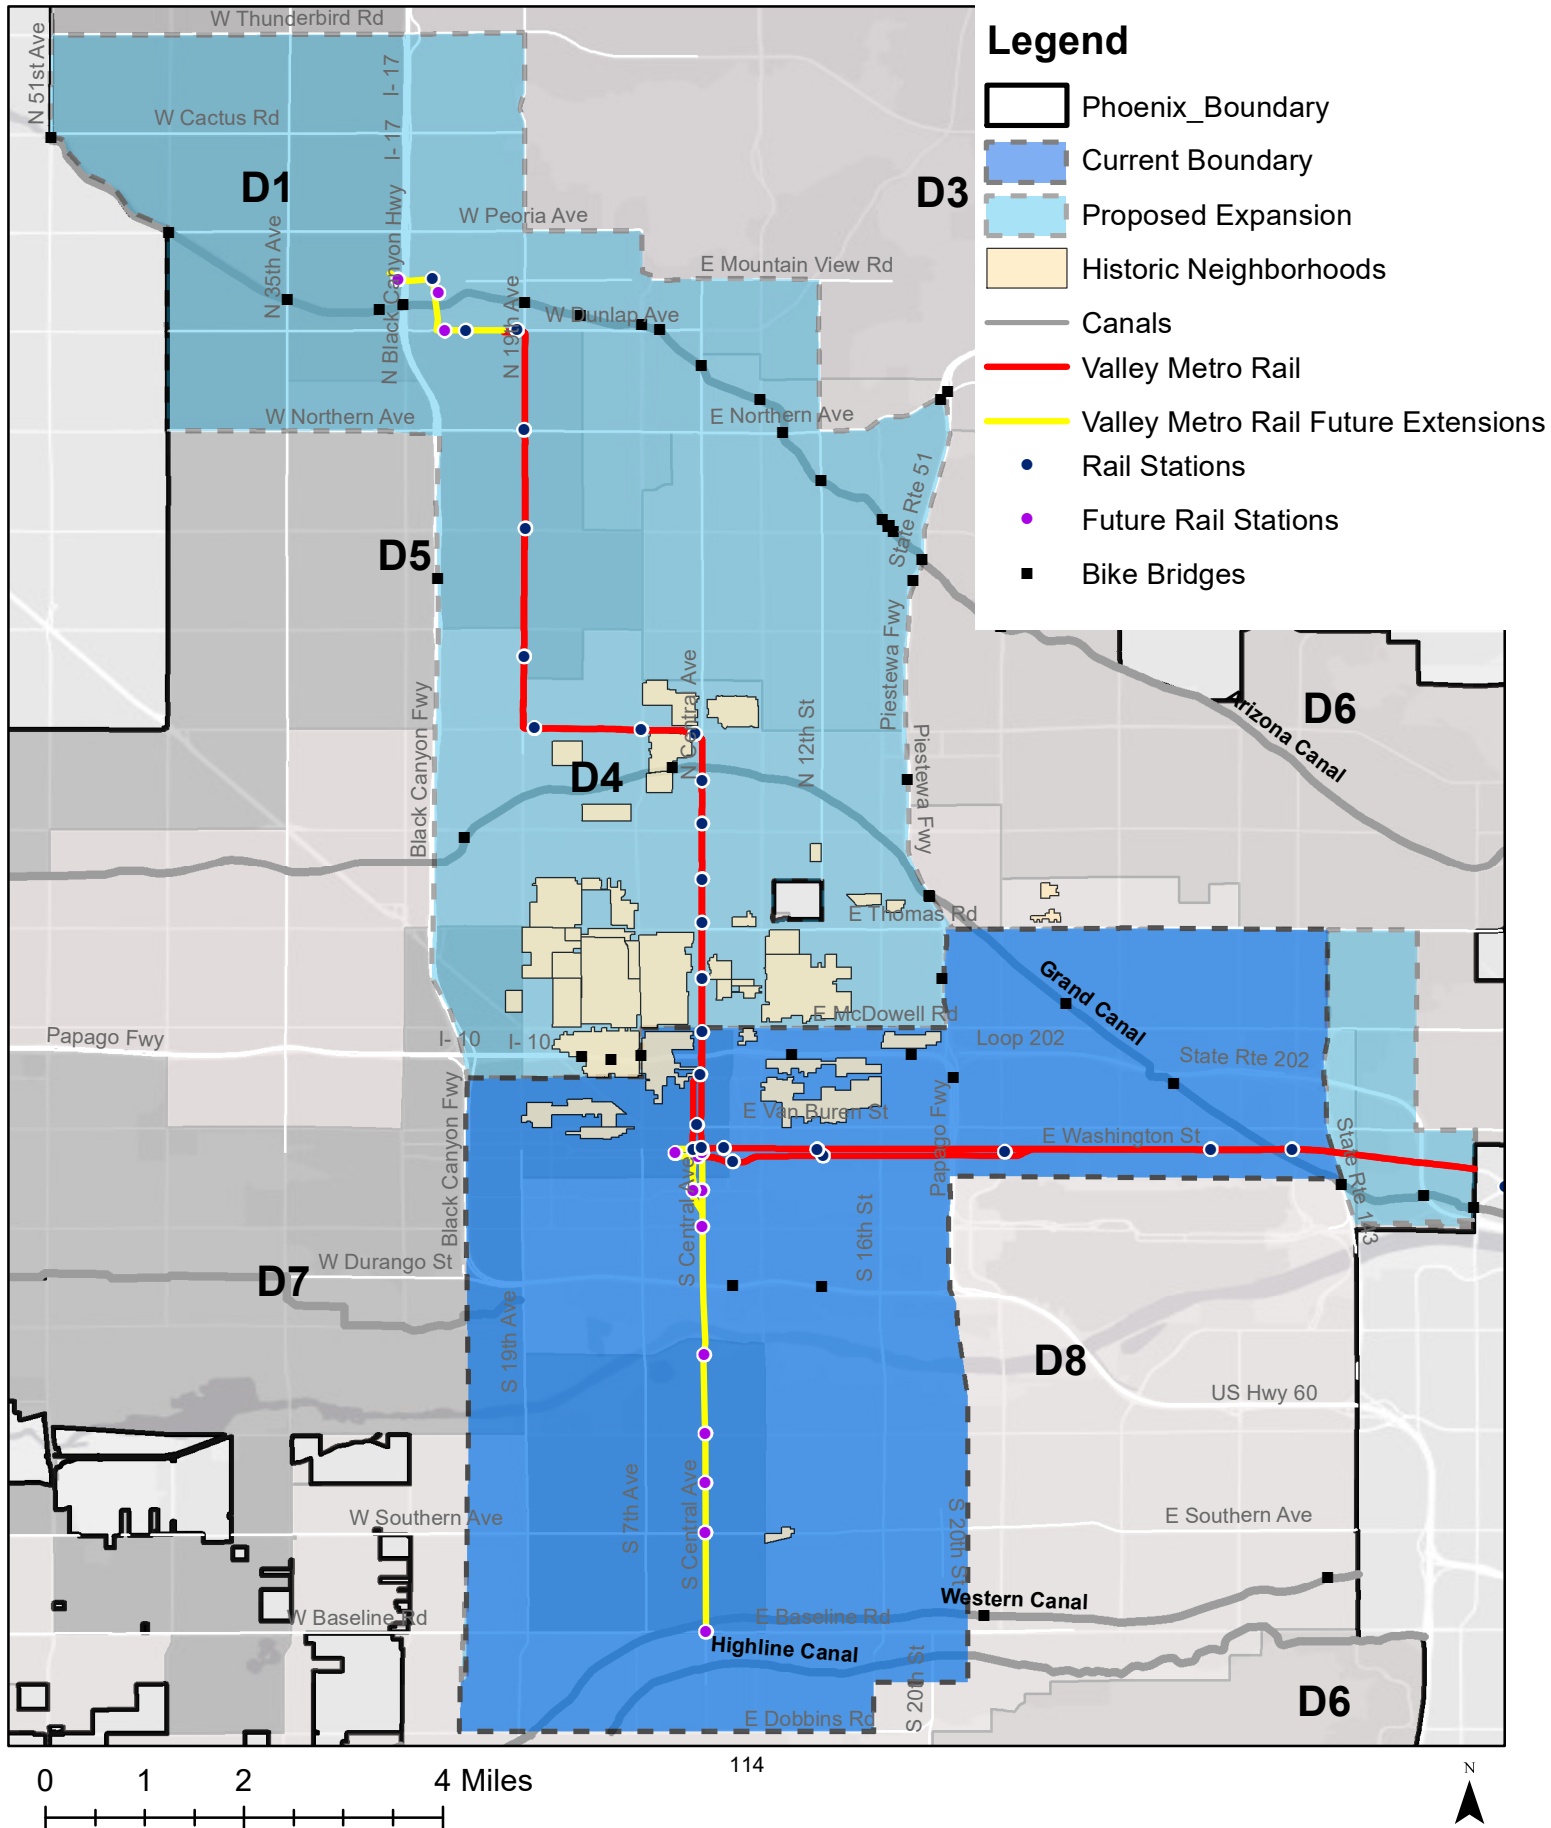 Legend
Phoenix_Boundary
Current Boundary
Proposed Expansion
Historic Neighborhoods
Canals
Valley Metro Rail
Valley Metro Rail Future Extensions
Rail Stations
Future Rail Stations
Bike Bridges
W Thunderbird Rd
N 51st Ave
I- 17
W Cactus Rd
I- 17
D1
D3
W Peoria Ave
N 35th Ave
N Black Canyon Hwy
E Mountain View Rd
N 19th Ave
W Dunlap Ave
W Northern Ave
E Northern Ave
State Rte 51
D5
Piestewa Fwy
Black Canyon Fwy
N Central Ave
N 12th St
Piestewa Fwy
D6
Arizona Canal
D4
E Thomas Rd
Grand Canal
E McDowell Rd
Papago Fwy
I- 10
I- 10
Loop 202
State Rte 202
Black Canyon Fwy
E Van Buren St
Papago Fwy
E Washington St
State Rte 143
S Central Ave
S 16th St
W Durango St
D7
S 19th Ave
D8
US Hwy 60
S 7th Ave
S Central Ave
W Southern Ave
S 20th St
E Southern Ave
W Baseline Rd
E Baseline Rd
Western Canal
Highline Canal
S 20th St
D6
E Dobbins Rd
114
0 1 2 4 Miles
N